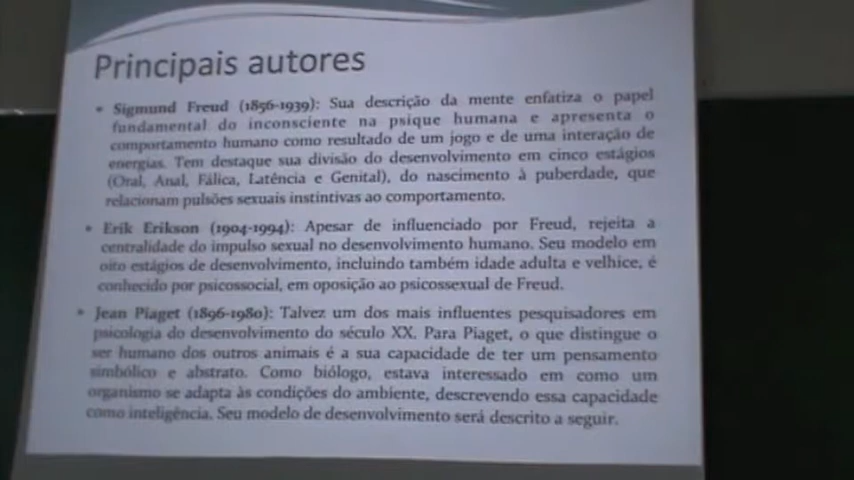 Principais autores
• Sigmund Freud (1856-1939): Sua descrição da mente enfatiza o papel
fundamental do inconsciente na psique humana e apresenta o
comportamento humano como resultado de um jogo e de uma interação de
energias. Tem destaque sua divisão do desenvolvimento em cinco estágios
(Oral, Anal, Fálica, Latência e Genital), do nascimento à puberdade, que
relacionam pulsões sexuais instintivas ao comportamento.
• Erik Erikson (1904-1994): Apesar de influenciado por Freud, rejeita a
centralidade do impulso sexual no desenvolvimento humano. Seu modelo em
oito estágios de desenvolvimento, incluindo também idade adulta e velhice, é
conhecido por psicossocial, em oposição ao psicossexual de Freud.
• Jean Piaget (1896-1980): Talvez um dos mais influentes pesquisadores em
psicologia do desenvolvimento do século XX. Para Piaget, o que distingue o
ser humano dos outros animais é a sua capacidade de ter um pensamento
simbólico e abstrato. Como biólogo, estava interessado em como um
organismo se adapta às condições do ambiente, descrevendo essa capacidade
como inteligência. Seu modelo de desenvolvimento será descrito a seguir.